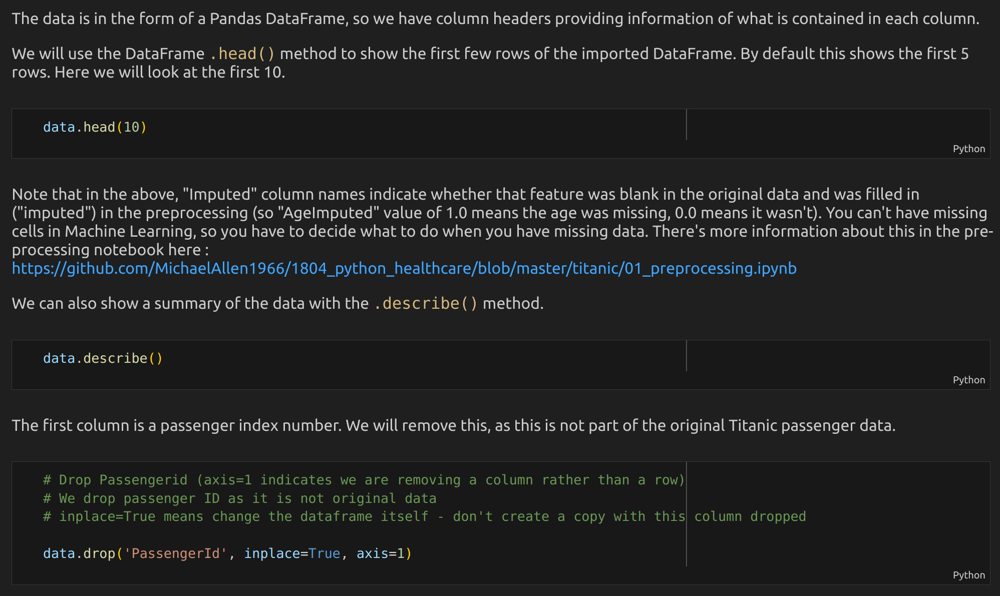 The data is in the form of a Pandas DataFrame, so we have column headers providing information of what is contained in each column.
We will use the DataFrame .head() method to show the first few rows of the imported DataFrame. By default this shows the first 5
rows. Here we will look at the first 10.
data.head(10)
Python
Note that in the above, "Imputed" column names indicate whether that feature was blank in the original data and was filled in
("imputed") in the preprocessing (so "AgeImputed" value of 1.0 means the age was missing, 0.0 means it wasn't). You can't have missing
cells in Machine Learning, so you have to decide what to do when you have missing data. There's more information about this in the pre-
processing notebook here :
https://github.com/MichaelAllen1966/1804_python_healthcare/blob/master/titanic/01_preprocessing.ipynb
We can also show a summary of the data with the .describe() method.
data.describe()
Python
The first column is a passenger index number. We will remove this, as this is not part of the original Titanic passenger data.
# Drop Passengerid (axis=1 indicates we are removing a column rather than a row)
# We drop passenger ID as it is not original data
# inplace=True means change the dataframe itself - don't create a copy with this column dropped
data.drop('PassengerId', inplace=True, axis=1)
Python